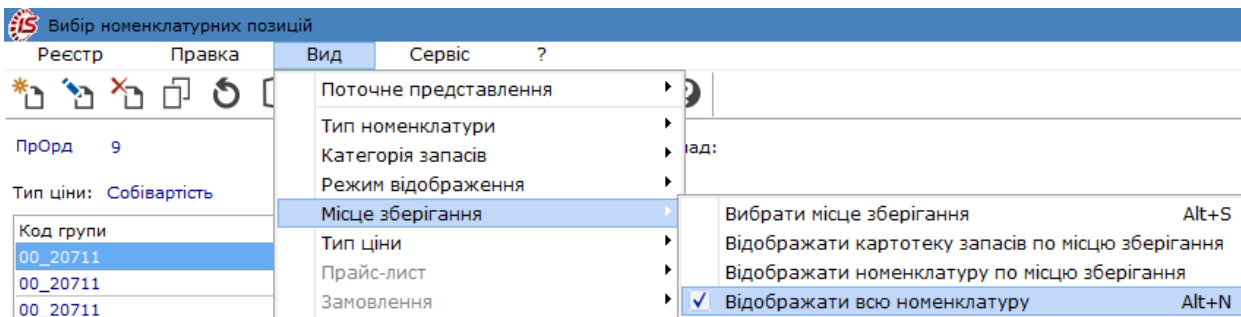 Вибір номенклатурних позицій
Реєстр Правка Вид Сервіс ?
Поточне представлення
Тип номенклатури
ПрОрд 9
Категорія запасів
Режим відображення
Тип ціни: Собівартість
Місце зберігання
Вибрати місце зберігання Alt+S
Код групи
Тип ціни
Відображати картотеку запасів по місцю зберігання
00_20711
Прайс-лист
Відображати номенклатуру по місцю зберігання
00_20711
Замовлення
Відображати всю номенклатуру Alt+N
00_20711